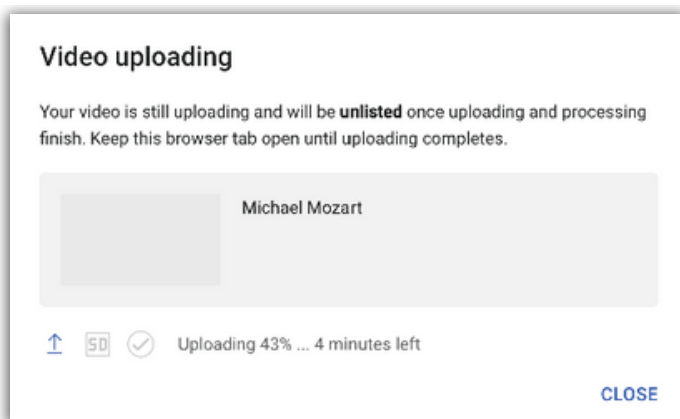 Video uploading
Your video is still uploading and will be unlisted once uploading and processing
finish. Keep this browser tab open until uploading completes.
Michael Mozart
SD
Uploading 43% ... 4 minutes left
CLOSE